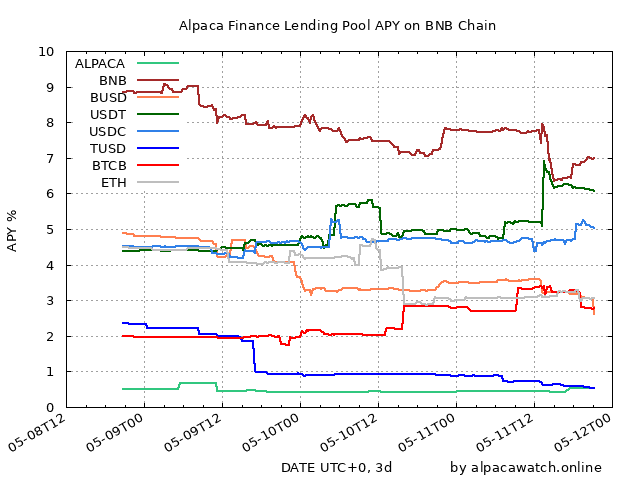 Alpaca Finance Lending Pool APY on BNB Chain
10
9
8
7
6
5
4
3
2
1
0
APY %
ALPACA
BNB
BUSD
USDT
USDC
TUSD
BTCB
ETH
05-08T12
05-09T00
05-09T12
05-10T00
05-10T12
05-11T00
05-11T12
05-12T00
DATE UTC+0, 3d
by alpacawatch.online